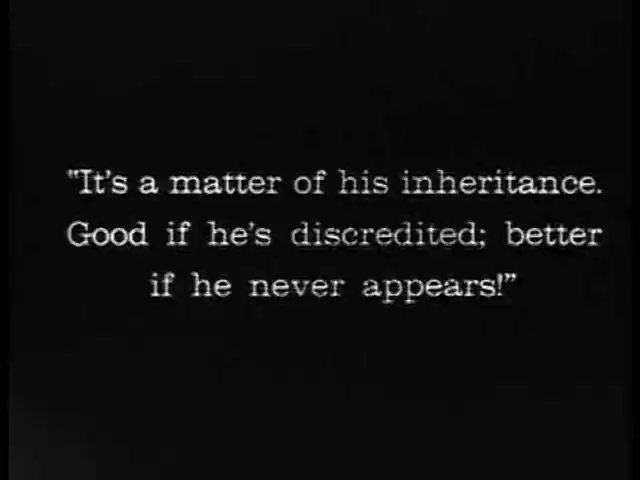 "It's a matter of his inheritance.
Good if he's discredited; better
if he never appears!”